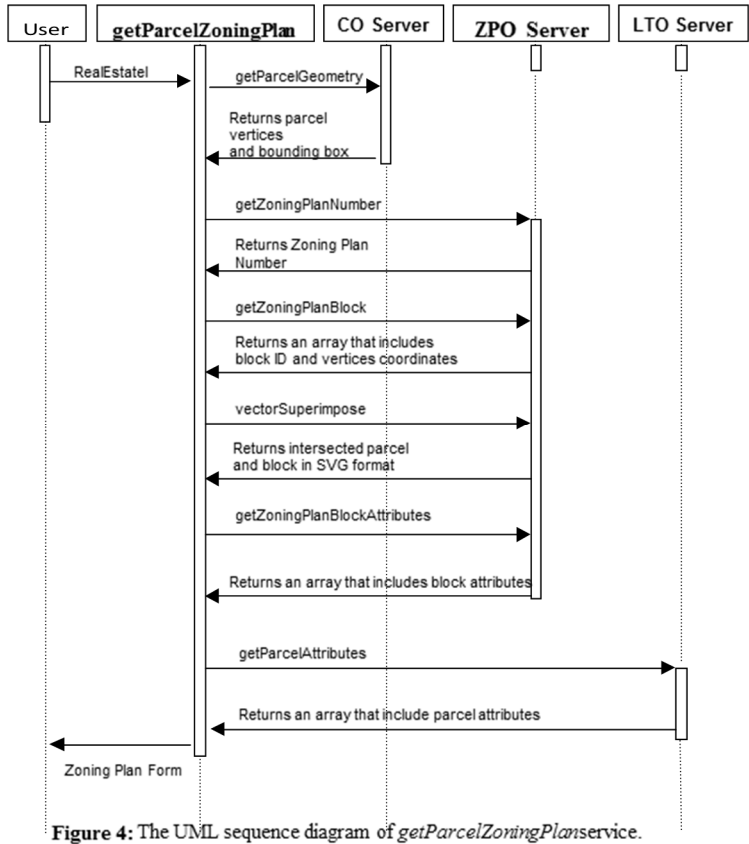 User
getParcelZoningPlan
CO Server
ZPO Server
LTO Server
RealEstateI
getParcelGeometry
Returns parcel
vertices
and bounding box
getZoningPlanNumber
Returns Zoning Plan
Number
getZoningPlanBlock
Returns an array that includes
block ID and vertices coordinates
vectorSuperimpose
Returns intersected parcel
and block in SVG format
getZoningPlanBlockAttributes
Returns an array that includes block attributes
getParcelAttributes
Returns an array that include parcel attributes
Zoning Plan Form
Figure 4: The UML sequence diagram of getParcelZoningPlanservice.